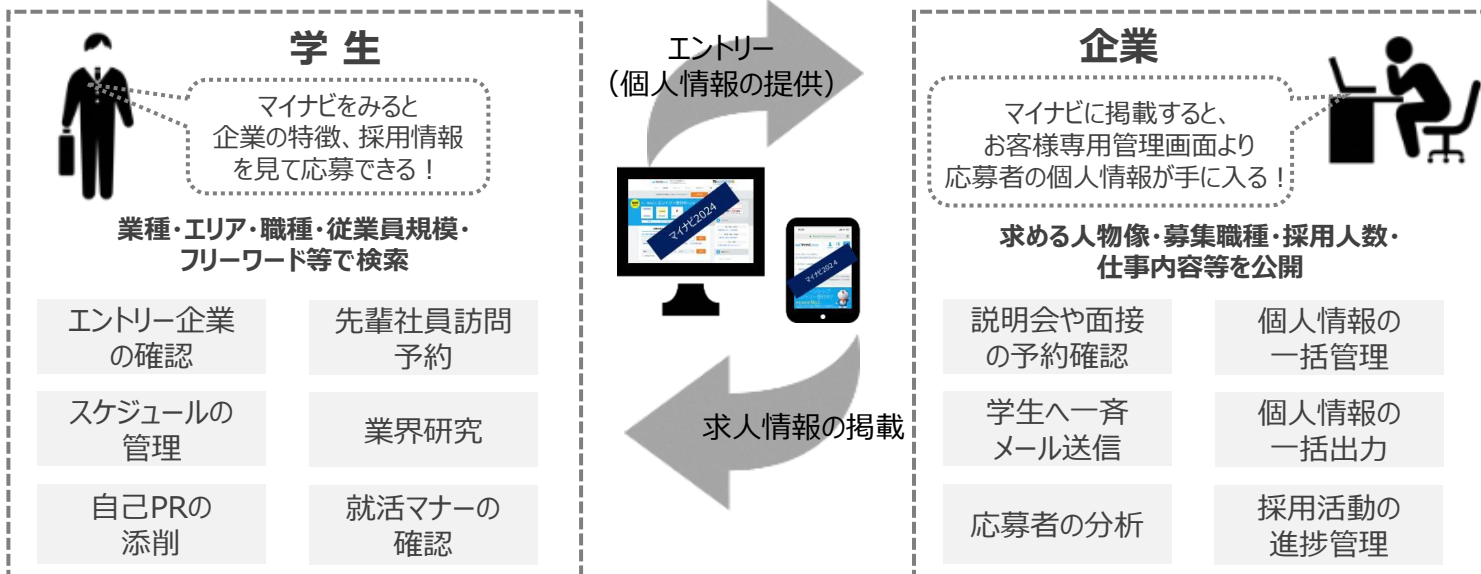 学 生
マイナビをみると
企業の特徴、採用情報
を見て応募できる！
業種・エリア・職種・従業員規模・
フリーワード等で検索
エントリー企業
の確認
先輩社員訪問
予約
スケジュールの
管理
業界研究
自己PRの
添削
就活マナーの
確認
エントリー
（個人情報の提供）
マイナビ2024
マイナビ2024
求人情報の掲載
企業
マイナビに掲載すると、
お客様専用管理画面より
応募者の個人情報が手に入る！
求める人物像・募集職種・採用人数・
仕事内容等を公開
説明会や面接
の予約確認
個人情報の
一括管理
学生へ一斉
メール送信
個人情報の
一括出力
応募者の分析
採用活動の
進捗管理